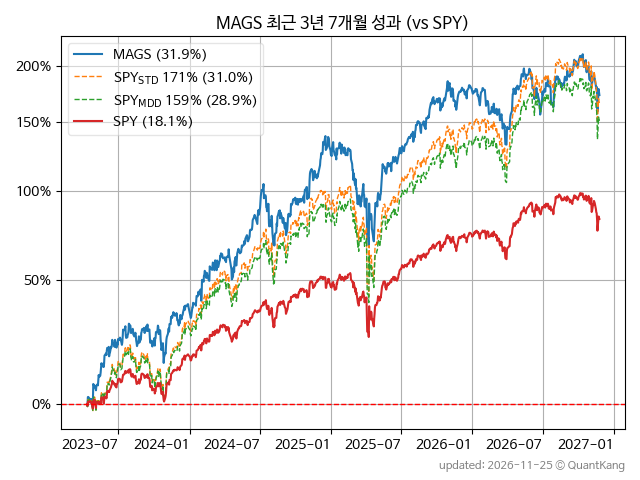 MAGS 최근 3년 7개월 성과 (vs SPY)
MAGS (31.9%)
SPY_STD 171% (31.0%)
SPY_MDD 159% (28.9%)
SPY (18.1%)
200%
150%
100%
50%
0%
2023-07 2024-01 2024-07 2025-01 2025-07 2026-01 2026-07 2027-01
updated: 2026-11-25 © QuantKang